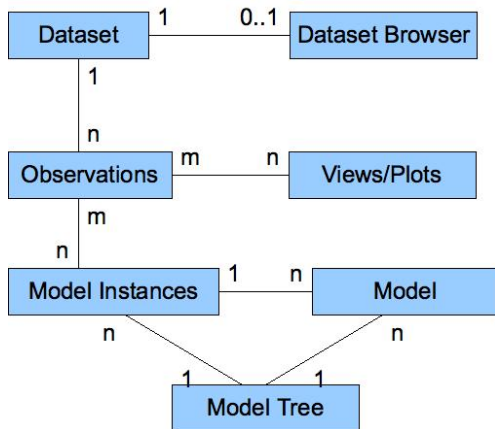 1 0..1
Dataset Dataset Browser
1
n
m n
Observations Views/Plots
m
n
1 n
Model Instances Model
n n
1 1
Model Tree